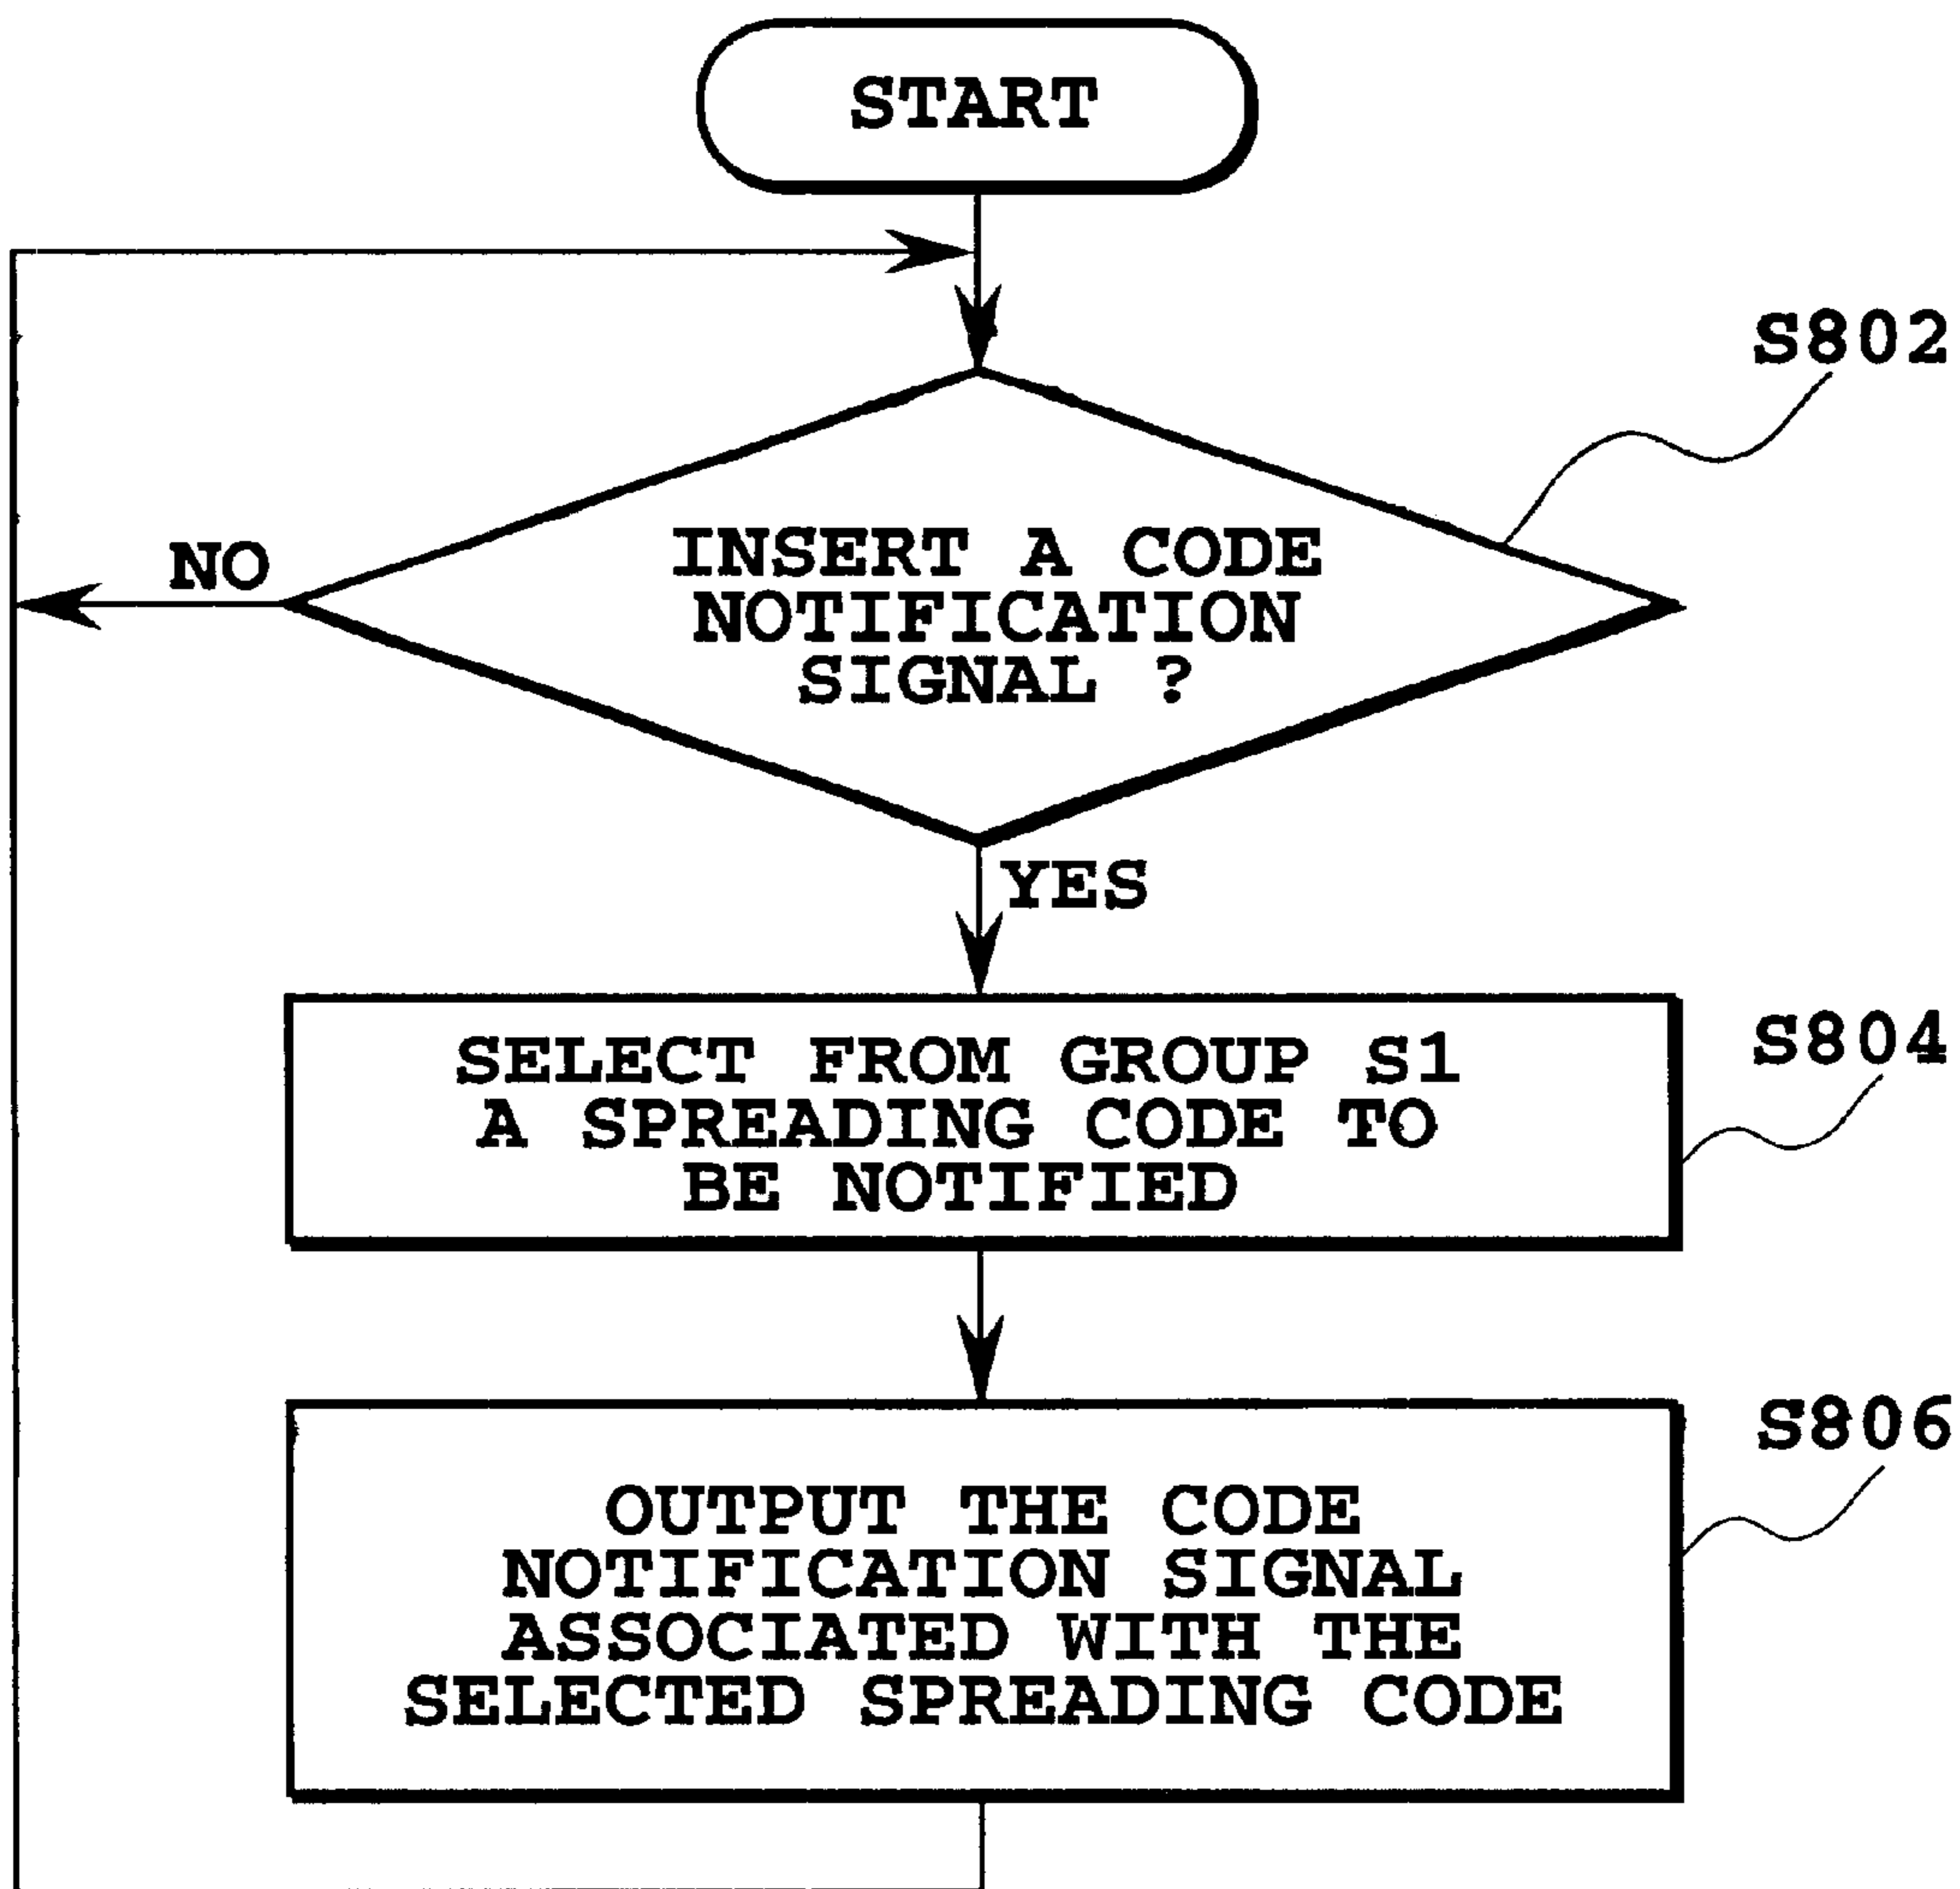 START
S802
INSERT A CODE
NOTIFICATION
SIGNAL ?
NO
YES
SELECT FROM GROUP S1
A SPREADING CODE TO
BE NOTIFIED
S804
OUTPUT THE CODE
NOTIFICATION SIGNAL
ASSOCIATED WITH THE
SELECTED SPREADING CODE
S806